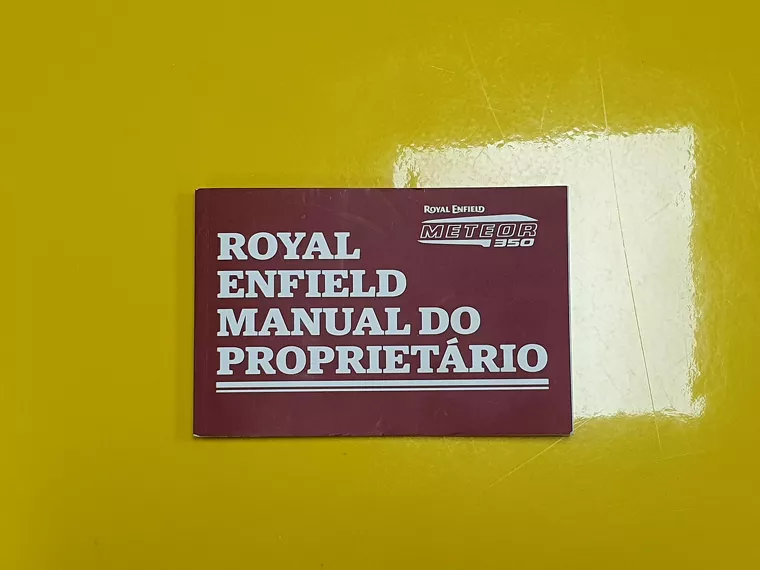 ROYAL ENFIELD
METEOR
350
ROYAL
ENFIELD
MANUAL DO
PROPRIETÁRIO